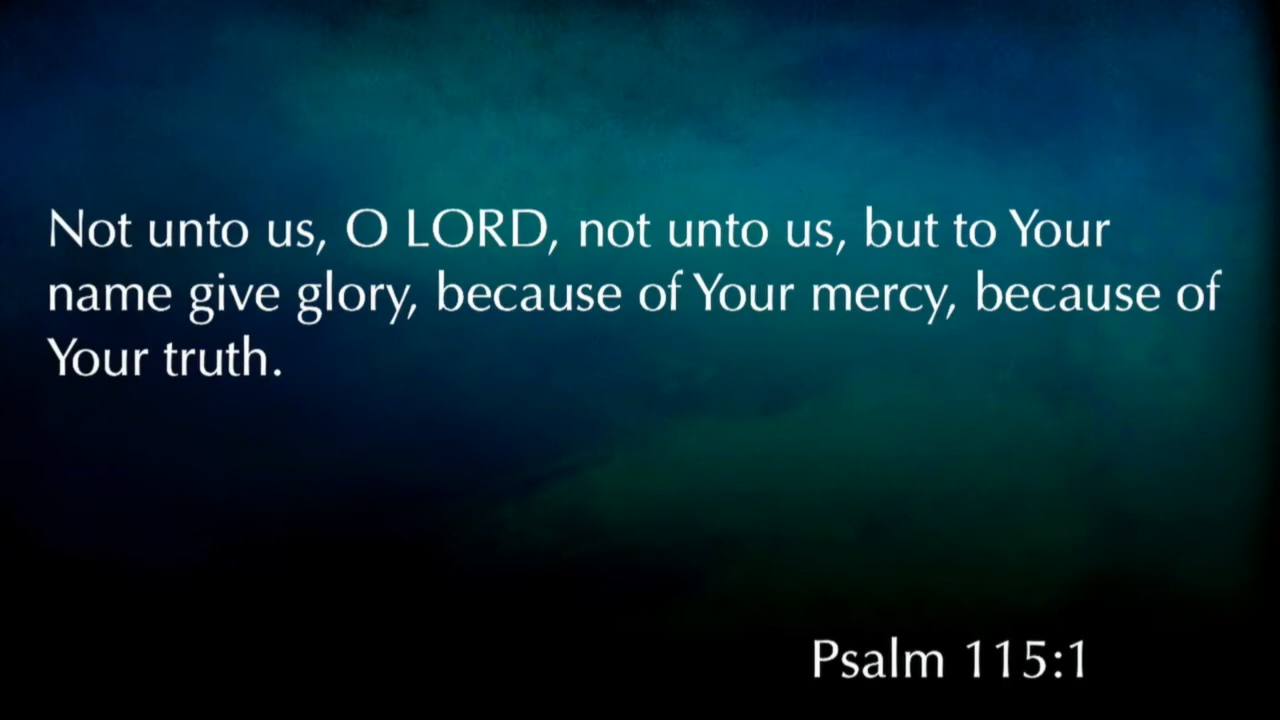 Not unto us, O LORD, not unto us, but to Your
name give glory, because of Your mercy, because of
Your truth.
Psalm 115:1